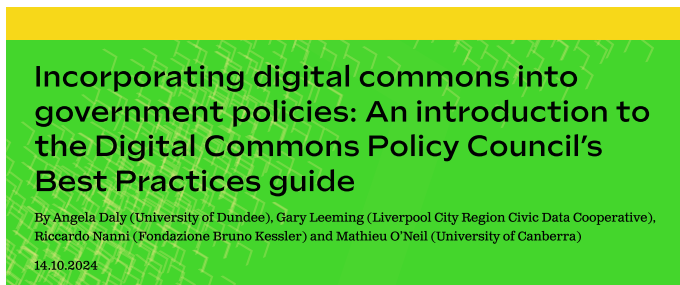 Incorporating digital commons into
government policies: An introduction to
the Digital Commons Policy Council’s
Best Practices guide
By Angela Daly (University of Dundee), Gary Leeming (Liverpool City Region Civic Data Cooperative),
Riccardo Nanni (Fondazione Bruno Kessler) and Mathieu O’Neil (University of Canberra)
14.10.2024